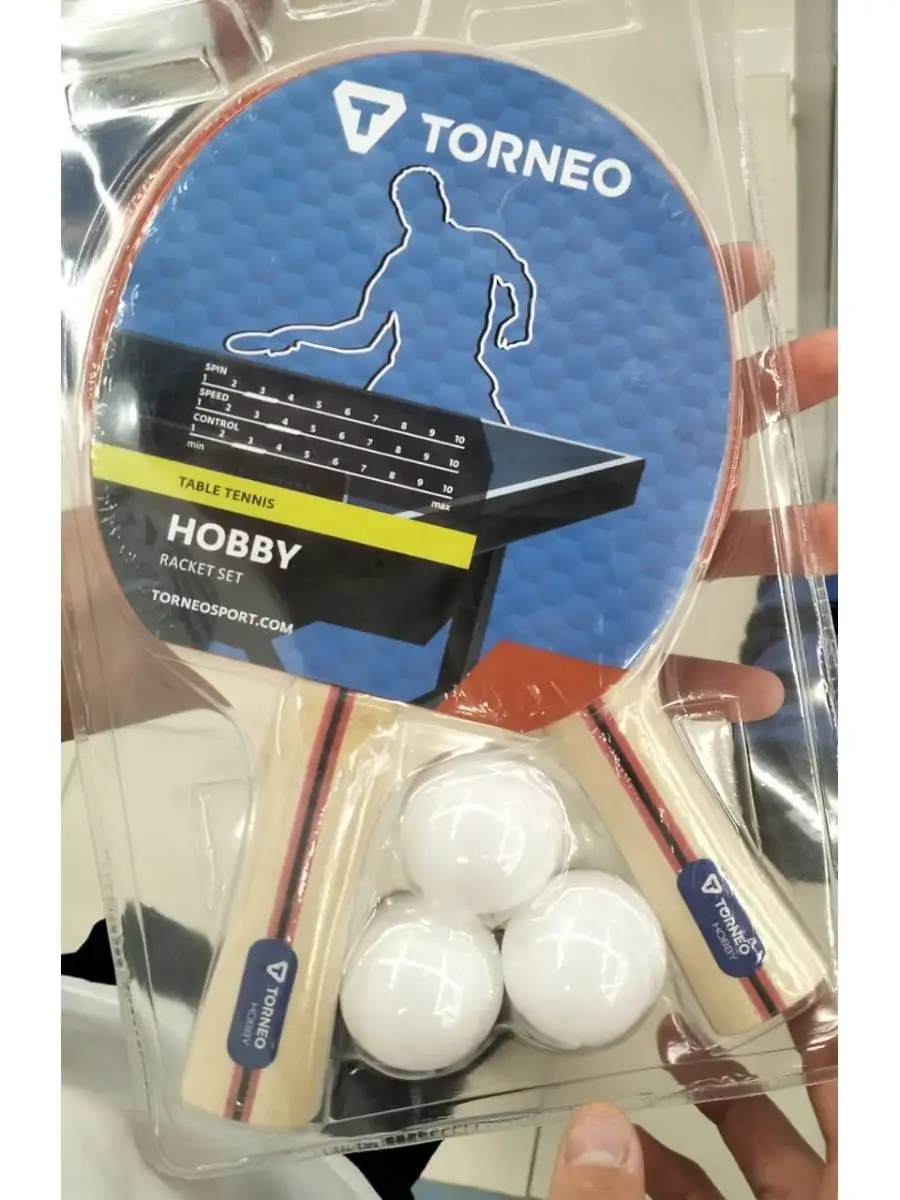 TORNEO
SPIN
1 2 3 4 5 6 7 8 9 10
SPEED
1 2 3 4 5 6 7 8 9 10
CONTROL
1 2 3 4 5 6 7 8 9 10
min max
TABLE TENNIS
HOBBY
RACKET SET
TORNEOSPORT.COM
TORNEO
HOBBY
TORNEO
HOBBY